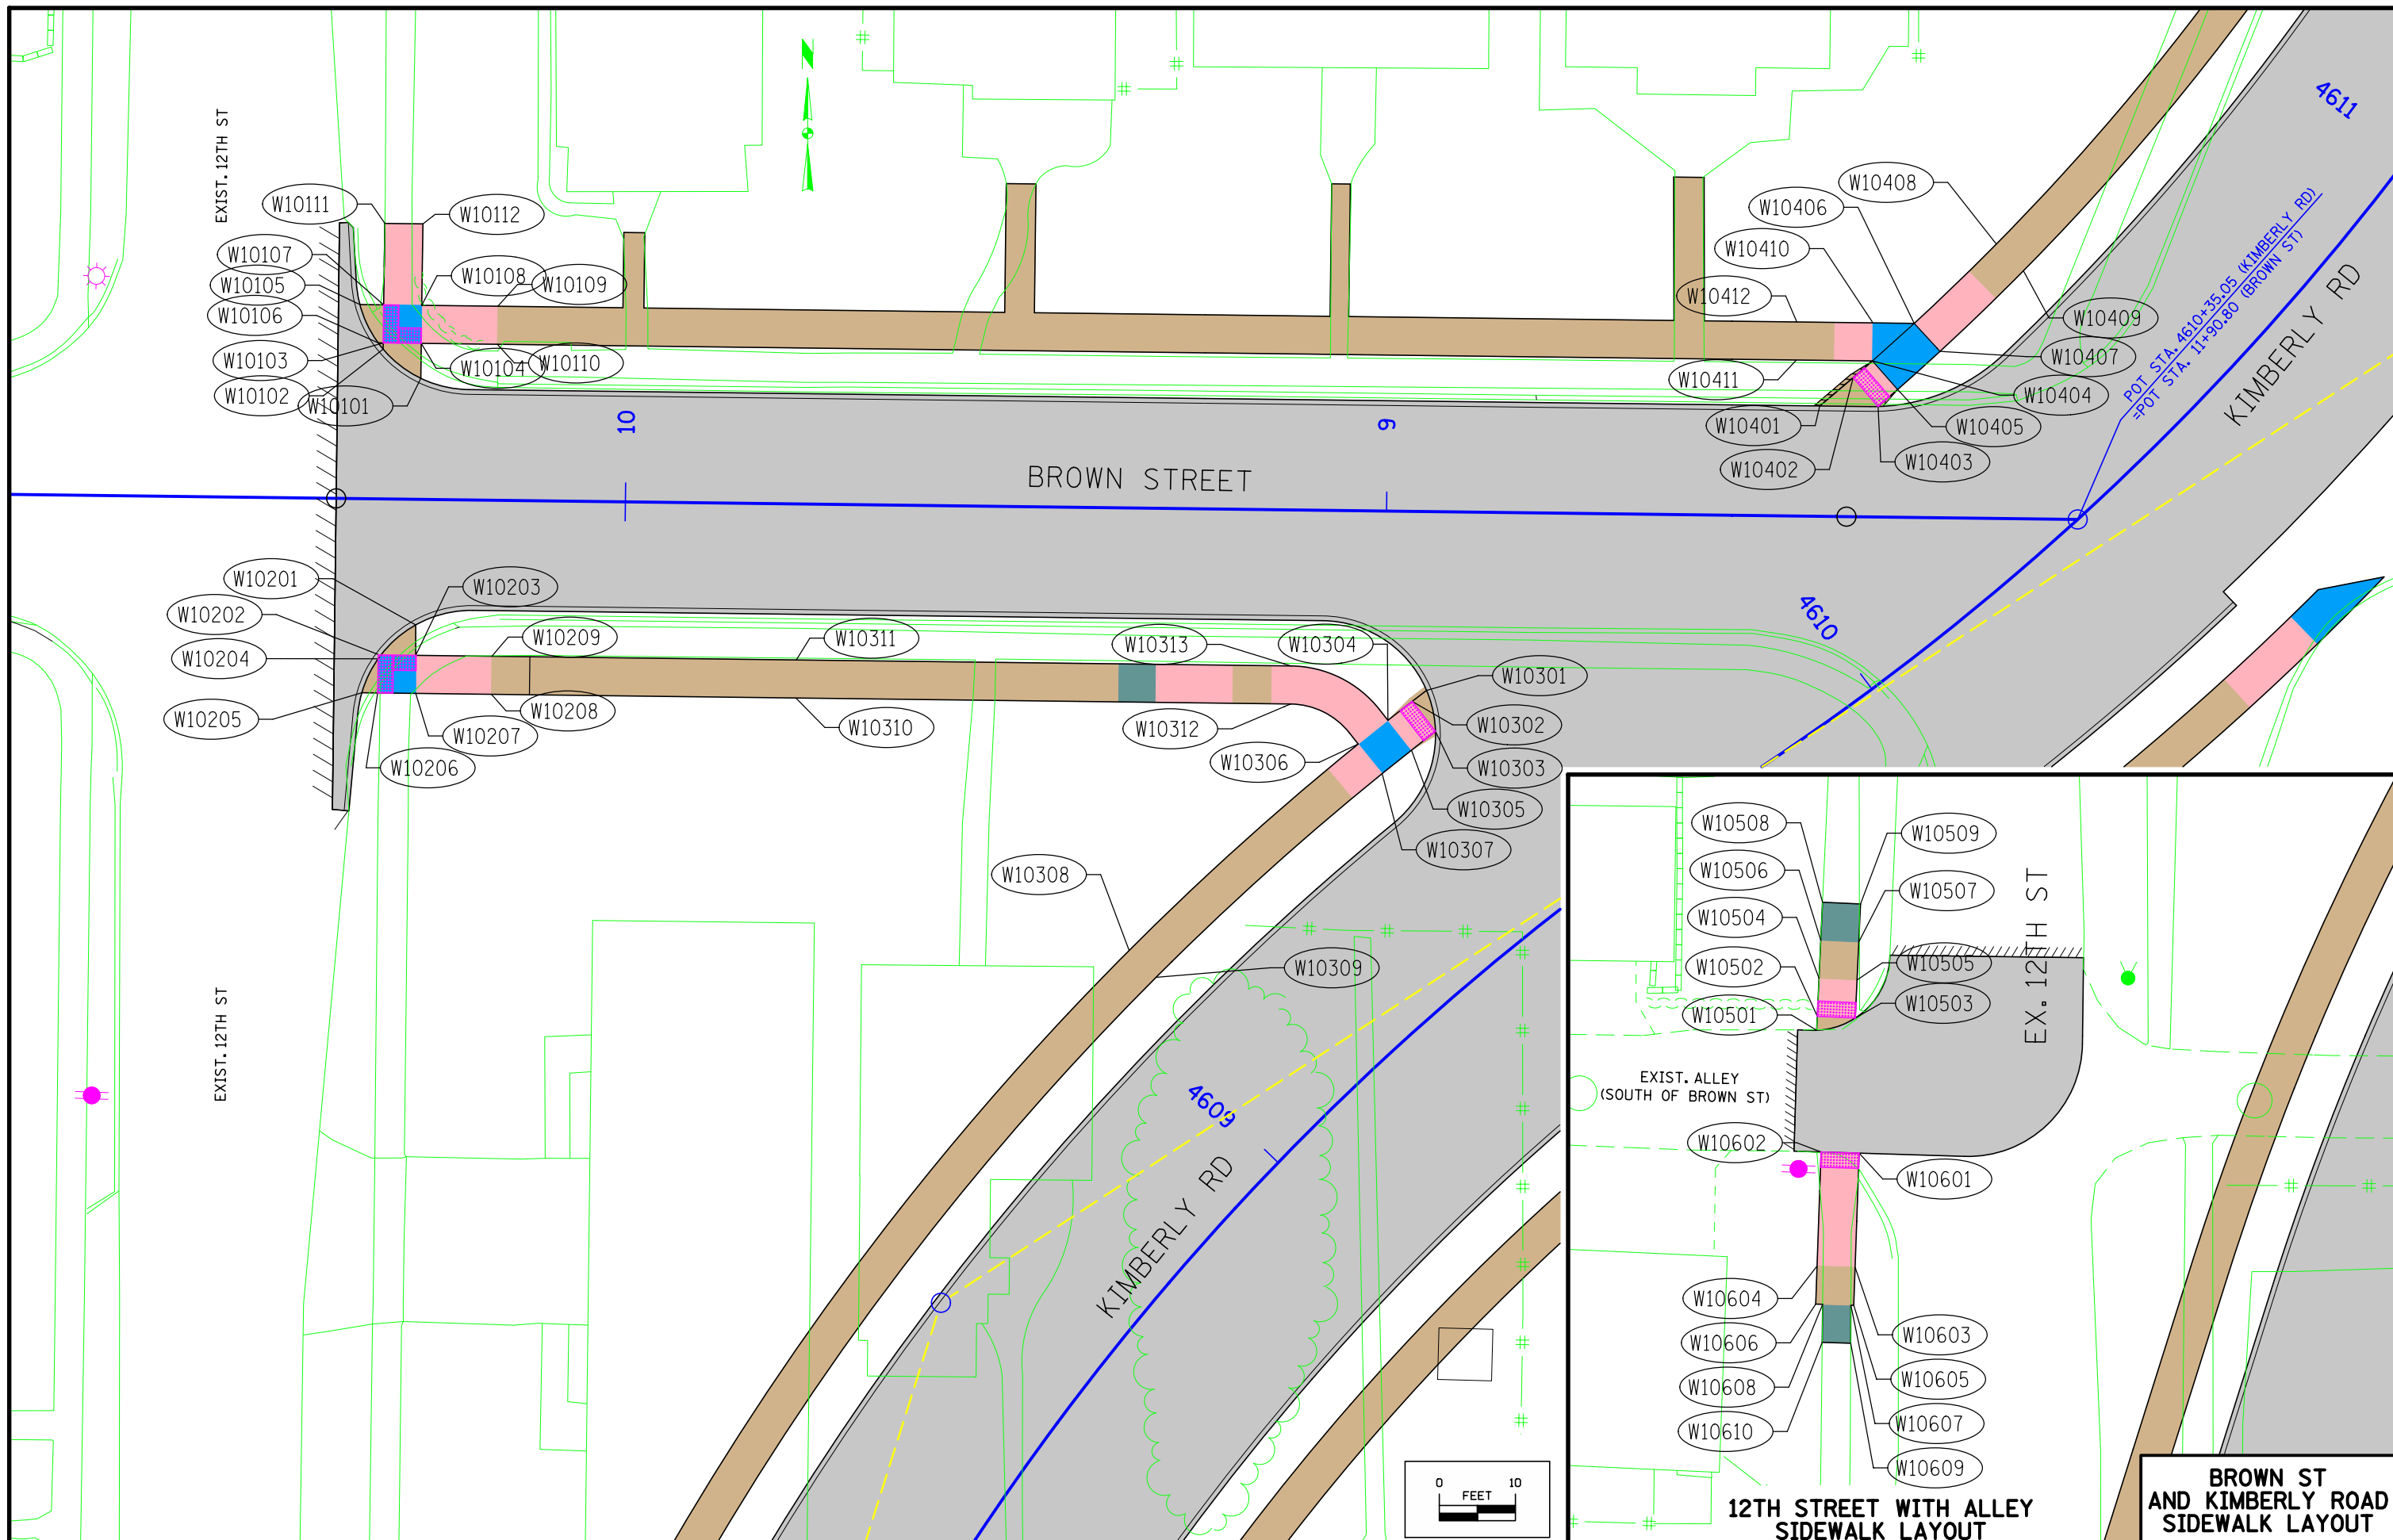 N
EXIST. 12TH ST
W10111
W10112
W10107
W10108
W10109
W10105
W10106
W10103
W10104
W10110
W10102
W10101
10
9
BROWN STREET
W10408
W10406
W10410
W10412
W10409
W10407
W10411
W10404
W10401
W10405
W10402
W10403
4611
POT STA. 4610+35.05 (KIMBERLY RD)
=POT STA. 11+90.80 (BROWN ST)
KIMBERLY RD
4610
W10201
W10203
W10202
W10204
W10209
W10205
W10208
W10207
W10206
W10311
W10310
W10313
W10304
W10301
W10302
W10312
W10306
W10303
W10305
W10307
W10308
W10309
EXIST. 12TH ST
4609
KIMBERLY RD
0 10
FEET
W10508
W10509
W10506
W10507
W10504
W10502
W10505
W10501
W10503
EX. 12TH ST
EXIST. ALLEY
(SOUTH OF BROWN ST)
W10602
W10601
W10604
W10603
W10606
W10605
W10608
W10607
W10610
W10609
12TH STREET WITH ALLEY
SIDEWALK LAYOUT
BROWN ST
AND KIMBERLY ROAD
SIDEWALK LAYOUT